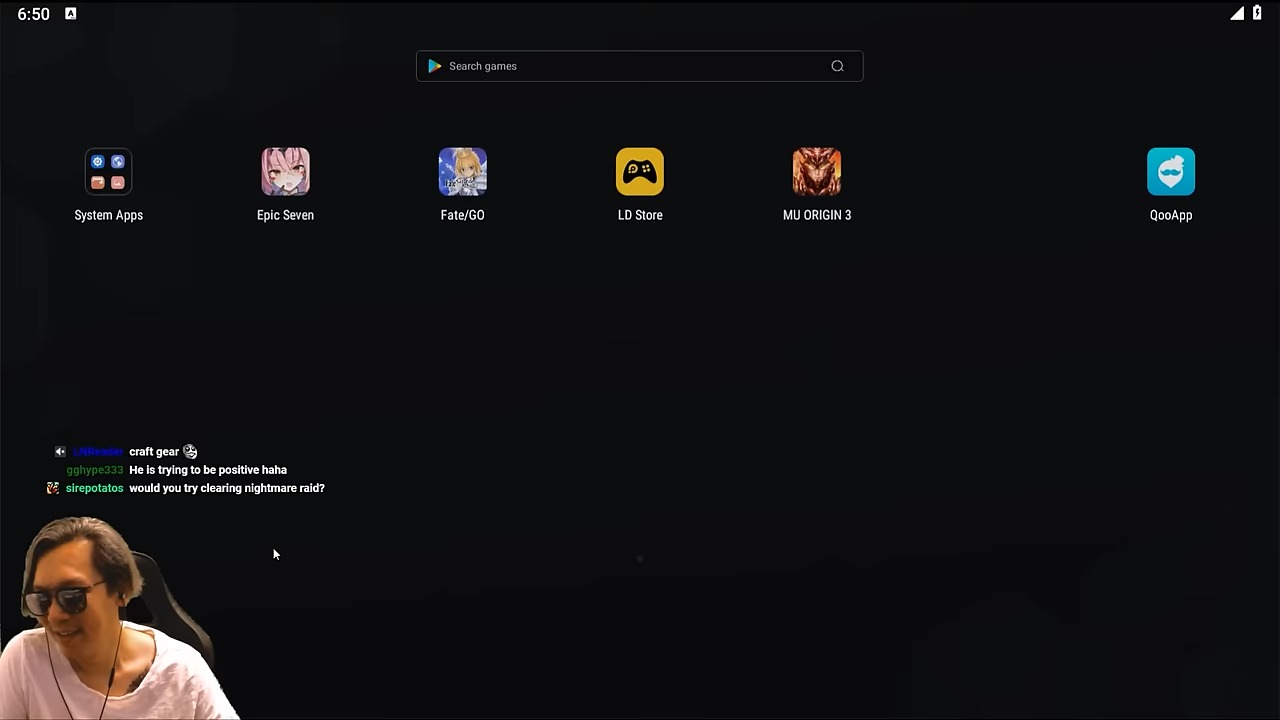 6:50
Search games
System Apps
Epic Seven
Fate/GO
LD Store
MU ORIGIN 3
QooApp
LNReader craft gear
gghype333 He is trying to be positive haha
sirepotatos would you try clearing nightmare raid?